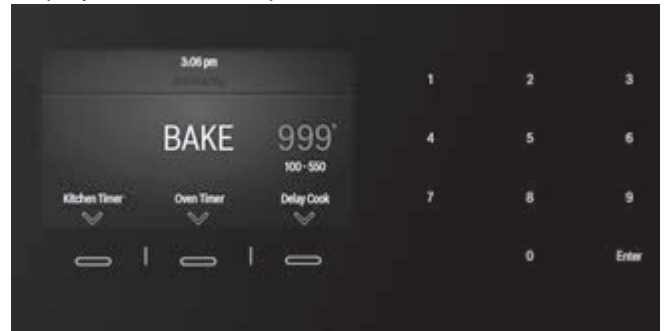 3:05 pm
BAKE 999°
100 - 550
Kitchen Timer Oven Timer Delay Cook
1 2 3
4 5 6
7 8 9
0 Enter